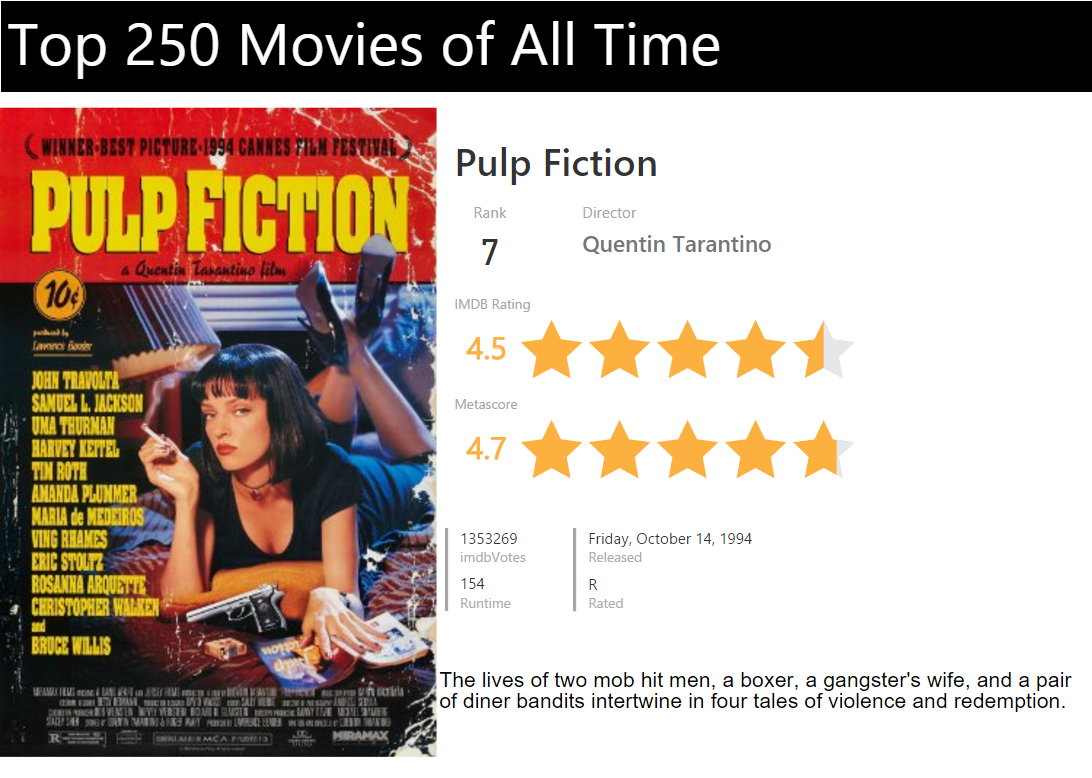 Top 250 Movies of All Time
WINNER-BEST PICTURE-1994 CANNES FILM FESTIVAL
PULP FICTION
a Quentin Tarantino film
10¢
produced by
Lawrence Bender
JOHN TRAVOLTA
SAMUEL L. JACKSON
UMA THURMAN
HARVEY KEITEL
TIM ROTH
AMANDA PLUMMER
MARIA de MEDEIROS
VING RHAMES
ERIC STOLTZ
ROSANNA ARQUETTE
CHRISTOPHER WALKEN
and
BRUCE WILLIS
MIRAMAX
Pulp Fiction
Rank
7
Director
Quentin Tarantino
IMDB Rating
4.5
Metascore
4.7
1353269
imdbVotes
154
Runtime
Friday, October 14, 1994
Released
R
Rated
The lives of two mob hit men, a boxer, a gangster's wife, and a pair
of diner bandits intertwine in four tales of violence and redemption.